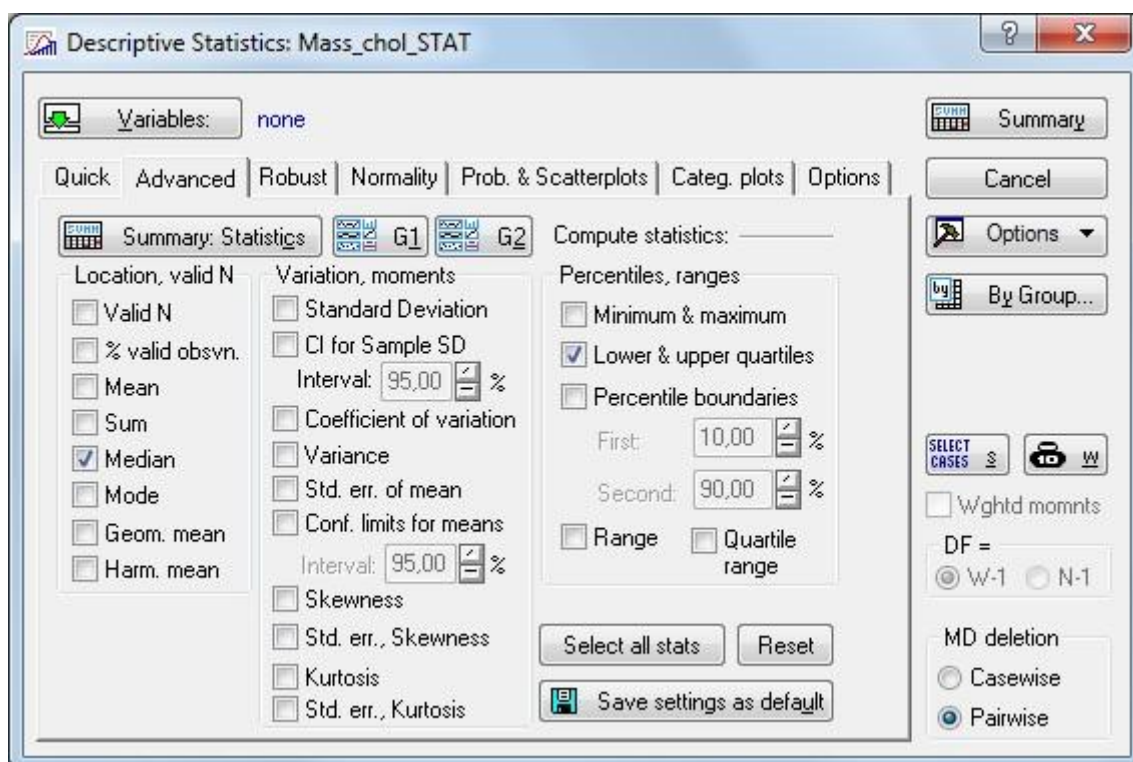 Descriptive Statistics: Mass_chol_STAT
?
Variables:
none
Quick
Advanced
Robust
Normality
Prob. & Scatterplots
Categ. plots
Options
Summary: Statistics
G1
G2
Compute statistics:
Location, valid N
Valid N
% valid obsvn.
Mean
Sum
Median
Mode
Geom. mean
Harm. mean
Variation, moments
Standard Deviation
CI for Sample SD
Interval: 95,00 %
Coefficient of variation
Variance
Std. err. of mean
Conf. limits for means
Interval: 95,00 %
Skewness
Std. err., Skewness
Kurtosis
Std. err., Kurtosis
Percentiles, ranges
Minimum & maximum
Lower & upper quartiles
Percentile boundaries
First: 10,00 %
Second: 90,00 %
Range
Quartile
range
Select all stats
Reset
Save settings as default
SUMM
Summary
Cancel
Options
by
By Group...
SELECT
CASES
S
W
Wghtd momnts
DF =
W-1
N-1
MD deletion
Casewise
Pairwise